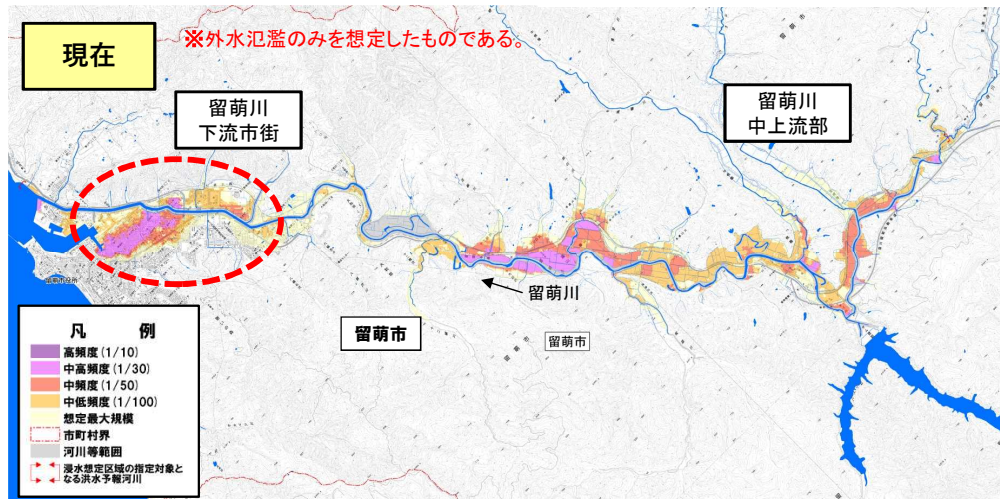 現在
※外水氾濫のみを想定したものである。
留萌川
下流市街
留萌川
中上流部
留萌川
留萌市
留萌市
凡 例
高頻度(1/10)
中高頻度(1/30)
中頻度(1/50)
中低頻度(1/100)
想定最大規模
市町村界
河川等範囲
浸水想定区域の指定対象と
なる洪水予報河川